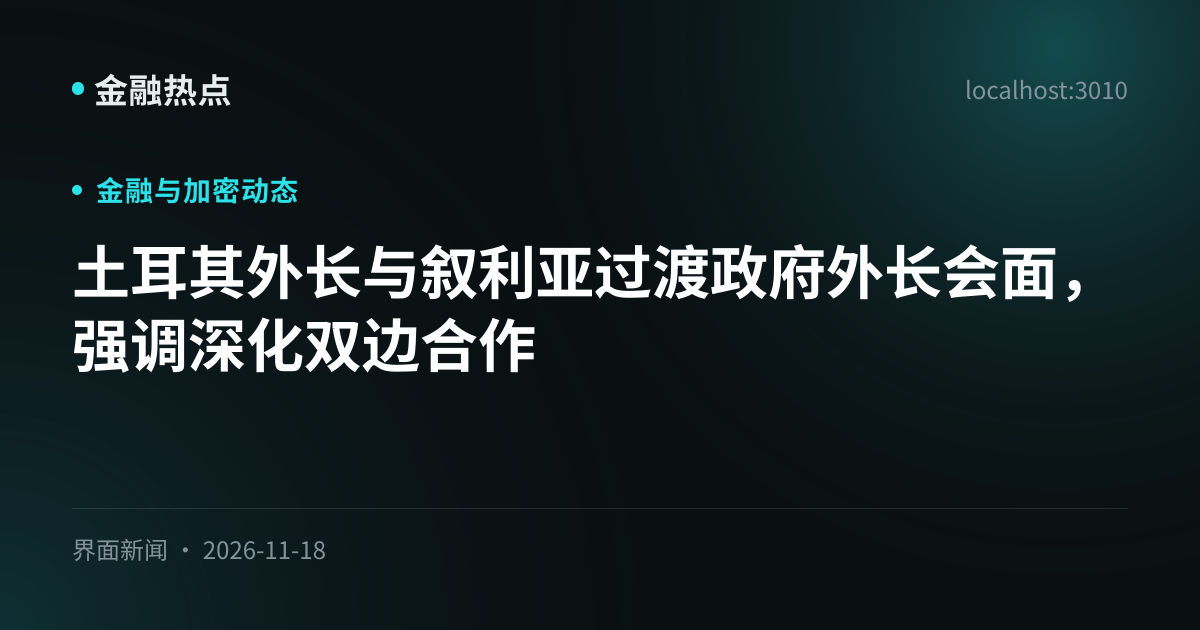 金融热点
localhost:3010
金融与加密动态
土耳其外长与叙利亚过渡政府外长会面，
强调深化双边合作
界面新闻 · 2026-11-18